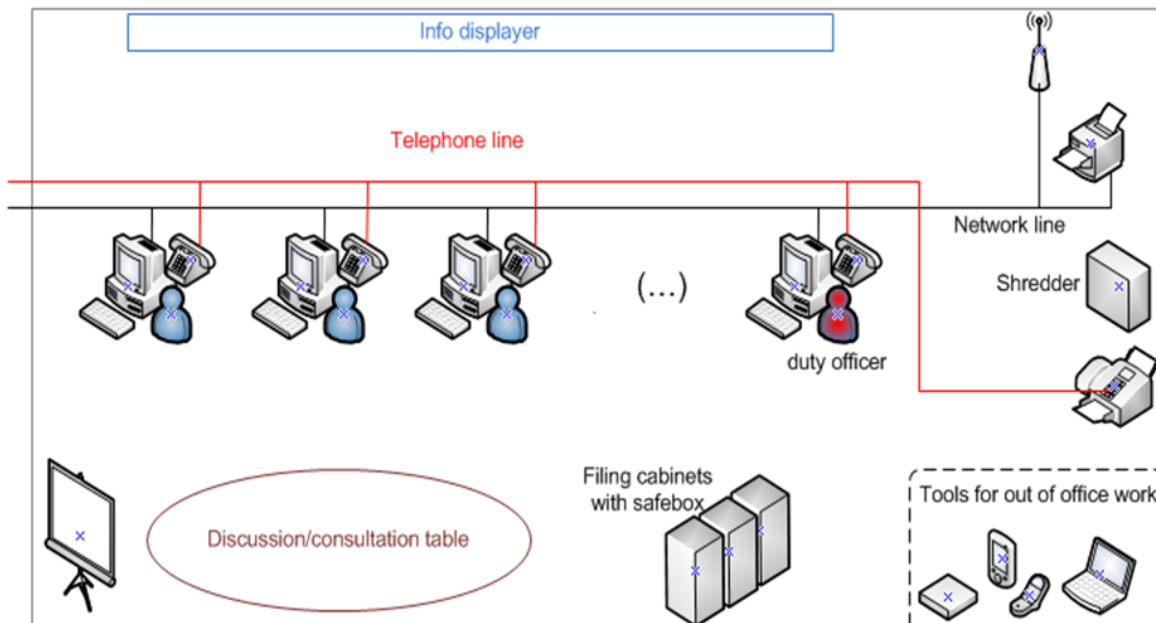 Info displayer
Telephone line
Network line
(...)
Shredder
duty officer
Filing cabinets
with safebox
Tools for out of office work
Discussion/consultation table